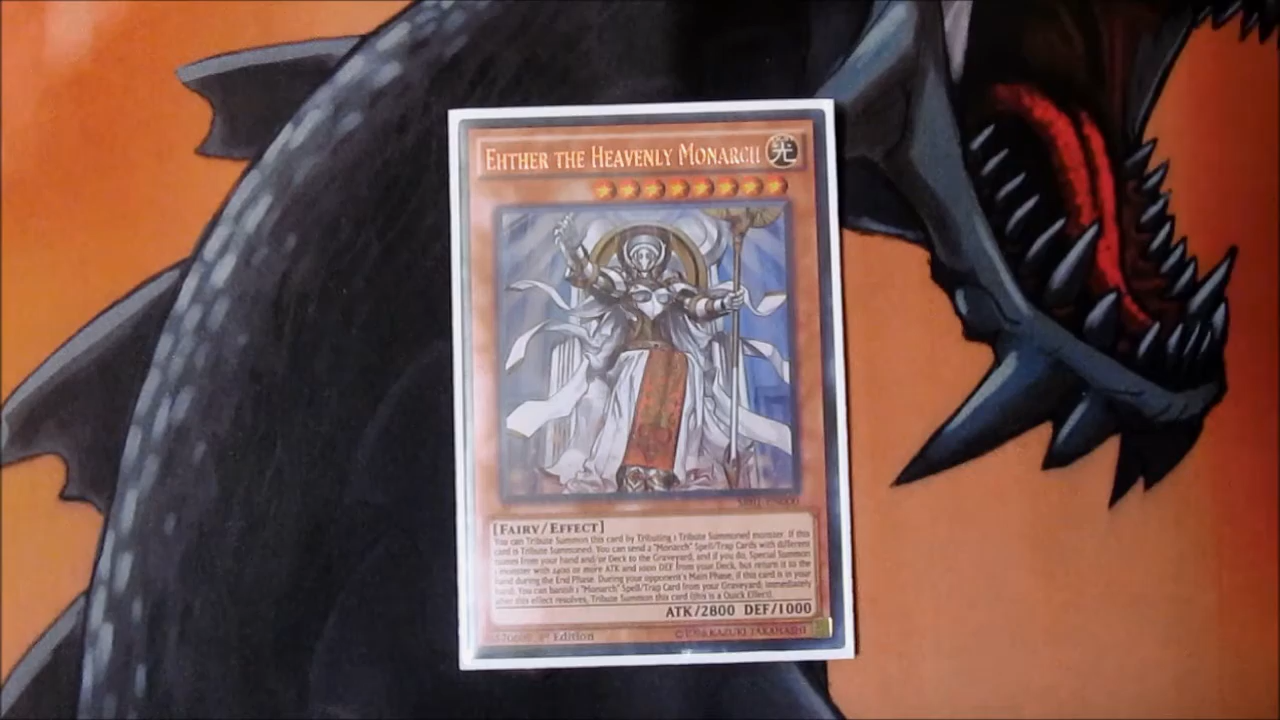 EHTHER THE HEAVENLY MONARCH 光
[FAIRY/EFFECT]
You can Tribute Summon this card by Tributing 1 Tribute Summoned monster. If this
card is Tribute Summoned: You can send 2 "Monarch" Spell/Trap Cards with different
names from your hand and/or Deck to the Graveyard, and if you do, Special Summon
1 monster with 2400 or more ATK and 1000 DEF from your Deck, but return it to the
hand during the End Phase. During your opponent's Main Phase, if this card is in your
hand: You can banish 1 "Monarch" Spell/Trap Card from your Graveyard; immediately
after this effect resolves, Tribute Summon this card (this is a Quick Effect).
ATK/2800 DEF/1000
1st Edition
©1996 KAZUKI TAKAHASHI